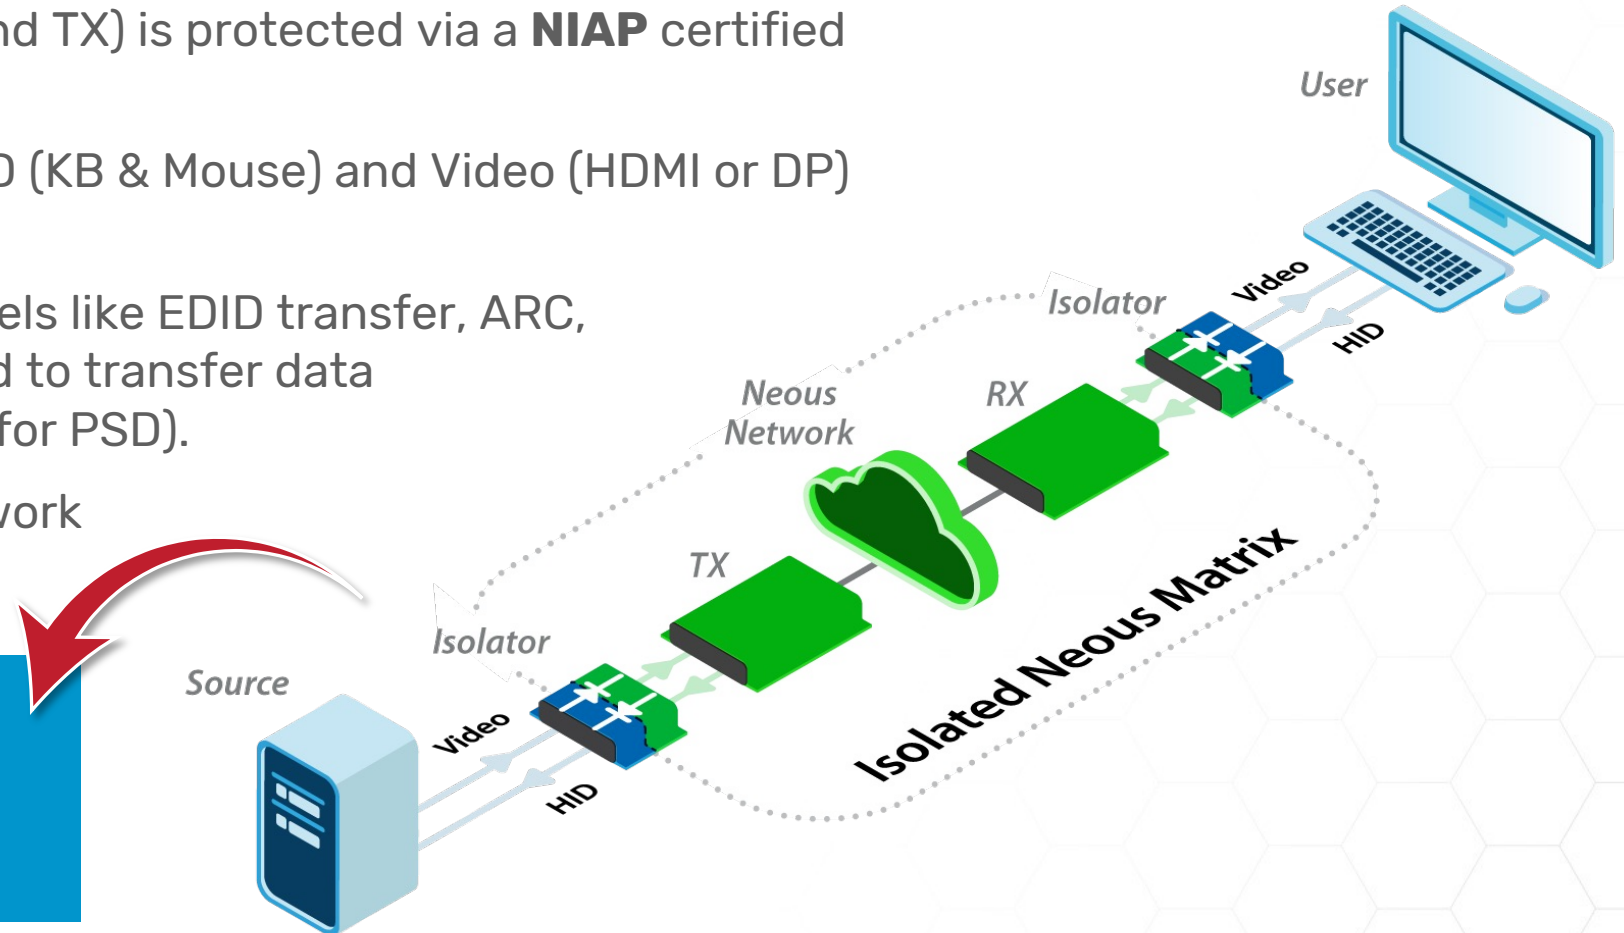 nd TX) is protected via a NIAP certified
D (KB & Mouse) and Video (HDMI or DP)
els like EDID transfer, ARC,
d to transfer data
for PSD).
work
User
Video
HID
Isolator
RX
Neous
Network
TX
Isolator
Isolated Neous Matrix
Source
Video
HID